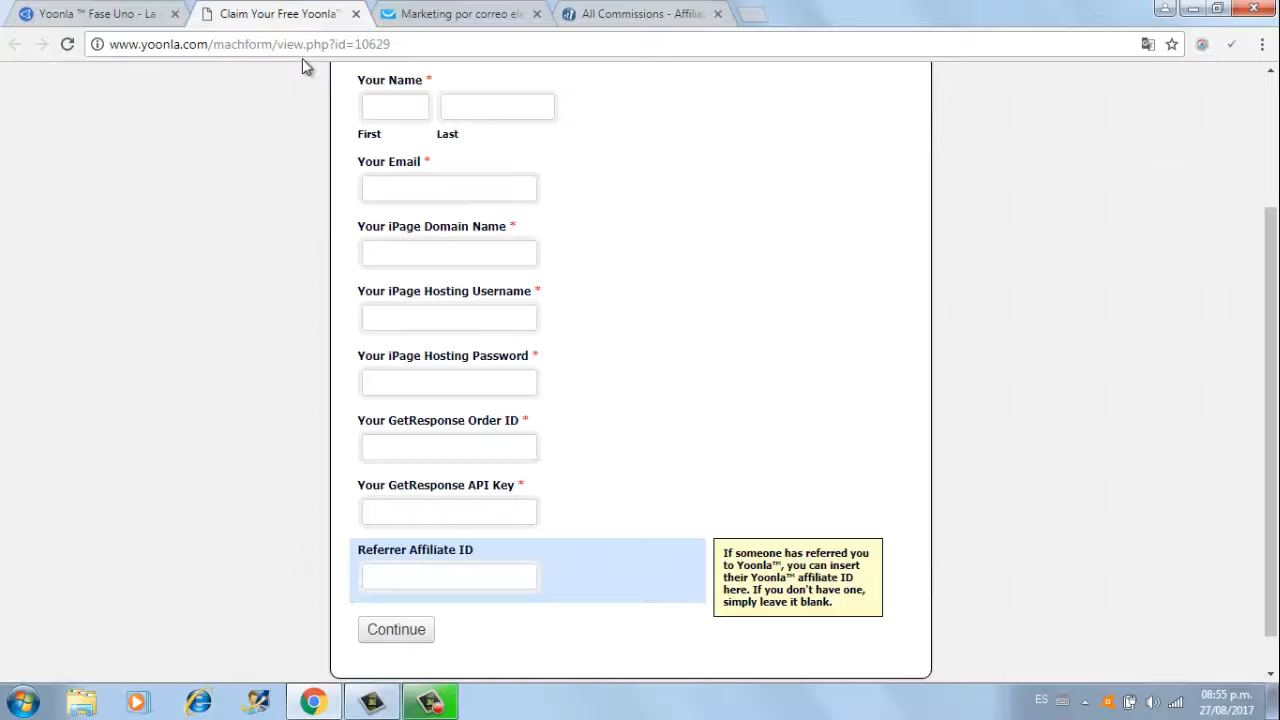 Yoonla ™ Fase Uno - La
Claim Your Free Yoonla™
Marketing por correo ele
All Commissions - Affilia
www.yoonla.com/machform/view.php?id=10629
Your Name *
First Last
Your Email *
Your iPage Domain Name *
Your iPage Hosting Username *
Your iPage Hosting Password *
Your GetResponse Order ID *
Your GetResponse API Key *
Referrer Affiliate ID
If someone has referred you
to Yoonla™, you can insert
their Yoonla™ affiliate ID
here. If you don't have one,
simply leave it blank.
Continue
ES
08:55 p.m.
27/08/2017